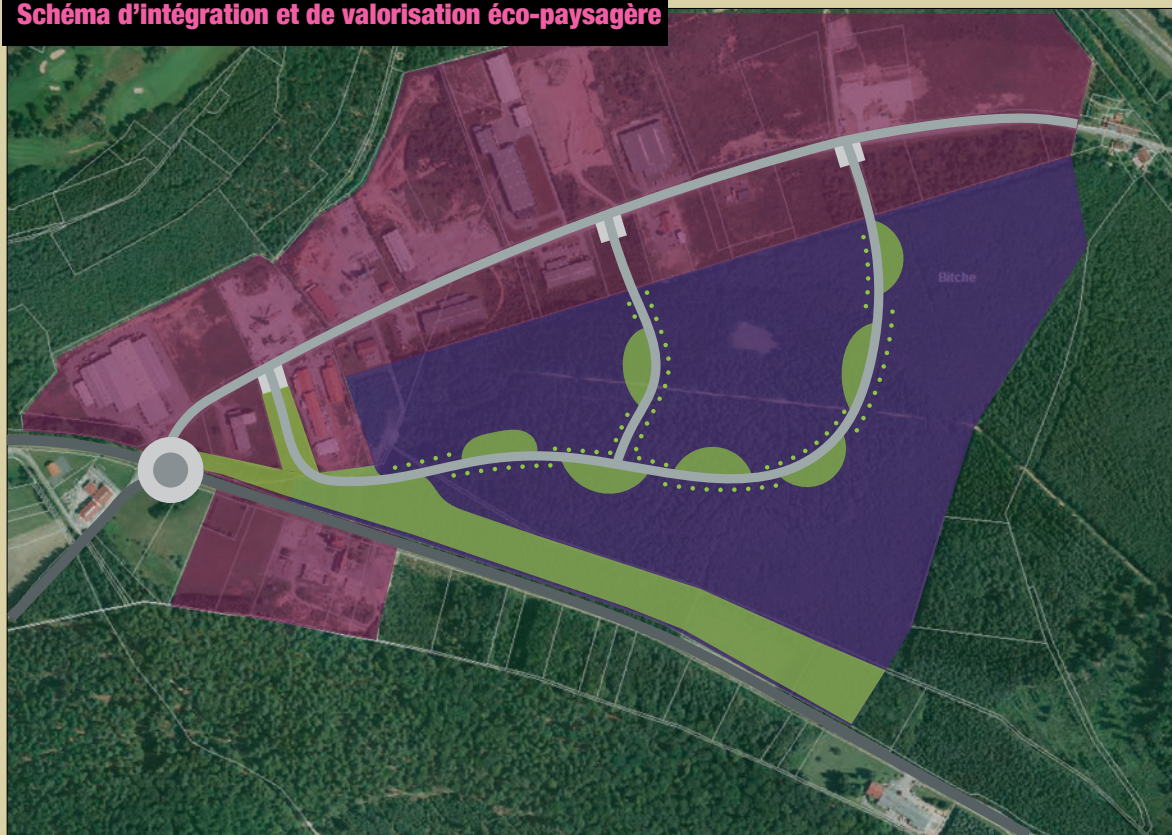 Schéma d'intégration et de valorisation éco-paysagère
Bitche